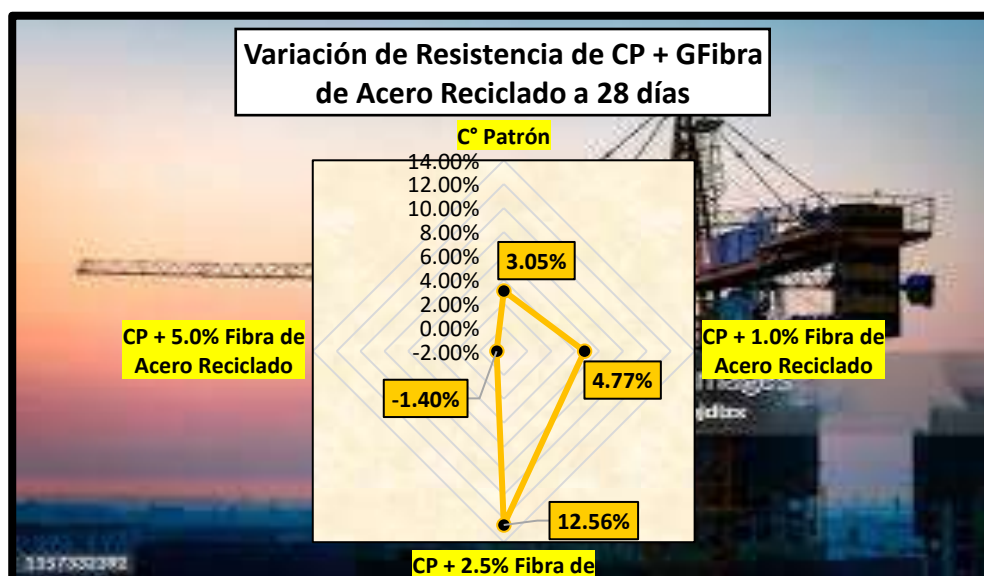 Variación de Resistencia de CP + GFibra
de Acero Reciclado a 28 días
C° Patrón
14.00%
12.00%
10.00%
8.00%
6.00%
4.00%
2.00%
0.00%
-2.00%
3.05%
CP + 5.0% Fibra de
Acero Reciclado
CP + 1.0% Fibra de
Acero Reciclado
4.77%
-1.40%
12.56%
CP + 2.5% Fibra de
1357332392